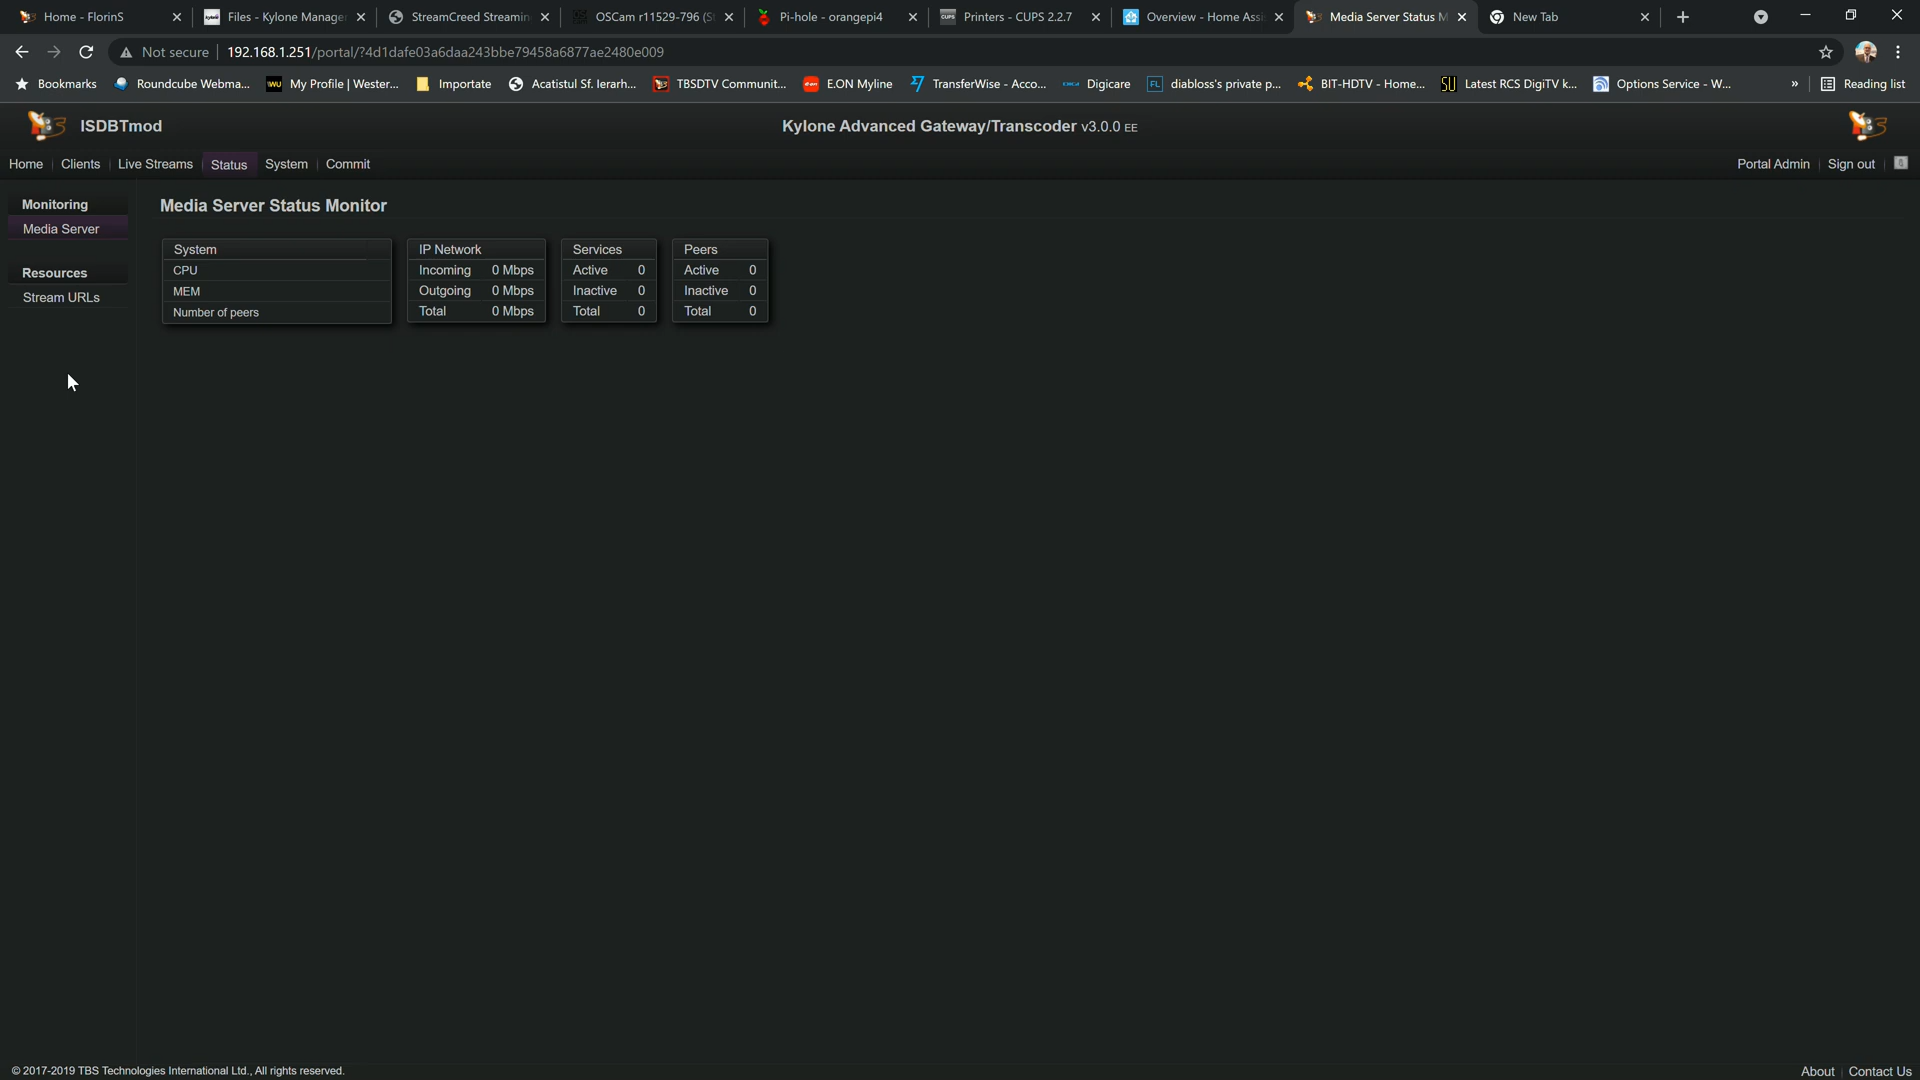 Home - FlorinS
Files - Kylone Manage
StreamCreed Streamin
OSCam r11529-796 (S
Pi-hole - orangepi4
Printers - CUPS 2.2.7
Overview - Home Assi
Media Server Status M
New Tab
Not secure
192.168.1.251/portal/?4d1dafe03a6daa243bbe79458a6877ae2480e009
Bookmarks
Roundcube Webma...
My Profile | Wester...
Importate
Acatistul Sf. Ierarh...
TBSDTV Communit...
E.ON Myline
TransferWise - Acco...
Digicare
FL
diabloss's private p...
BIT-HDTV - Home...
Latest RCS DigiTV k...
Options Service - W...
»
Reading list
ISDBTmod
Kylone Advanced Gateway/Transcoder v3.0.0 EE
Home
Clients
Live Streams
Status
System
Commit
Portal Admin
Sign out
Monitoring
Media Server
Resources
Stream URLs
Media Server Status Monitor
System
CPU
MEM
Number of peers
IP Network
Incoming 0 Mbps
Outgoing 0 Mbps
Total 0 Mbps
Services
Active 0
Inactive 0
Total 0
Peers
Active 0
Inactive 0
Total 0
© 2017-2019 TBS Technologies International Ltd., All rights reserved.
About
Contact Us